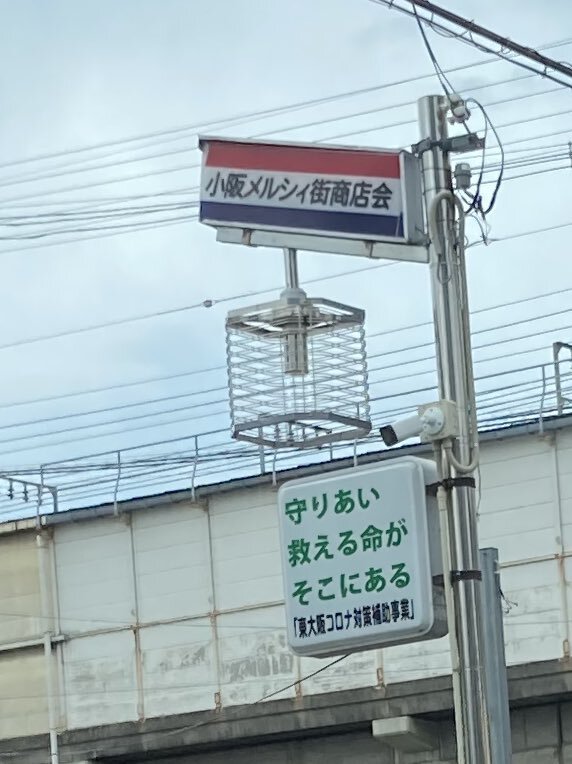 小阪メルシィ街商店会
守りあい
救える命が
そこにある
「東大阪コロナ対策補助事業」